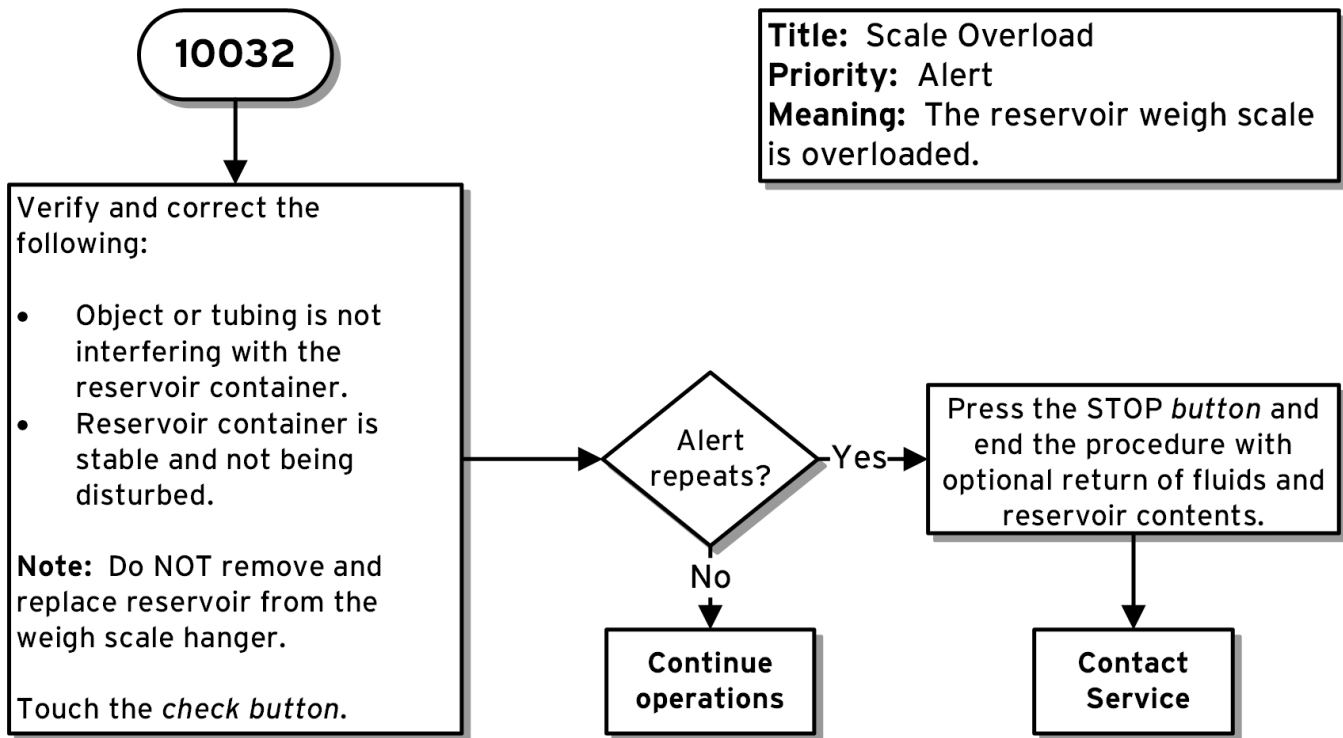 10032
Title: Scale Overload
Priority: Alert
Meaning: The reservoir weigh scale
is overloaded.
Verify and correct the
following:
• Object or tubing is not
interfering with the
reservoir container.
• Reservoir container is
stable and not being
disturbed.
Note: Do NOT remove and
replace reservoir from the
weigh scale hanger.
Touch the check button.
Alert
repeats?
Yes
Press the STOP button and
end the procedure with
optional return of fluids and
reservoir contents.
No
Continue
operations
Contact
Service